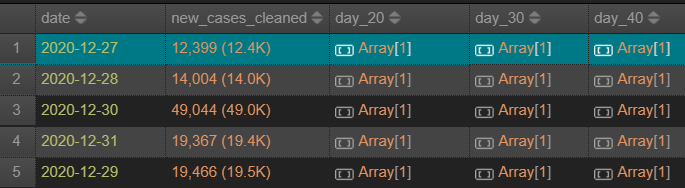 date new_cases_cleaned day_20 day_30 day_40
1 2020-12-27 12,399 (12.4K) Array[1] Array[1] Array[1]
2 2020-12-28 14,004 (14.0K) Array[1] Array[1] Array[1]
3 2020-12-30 49,044 (49.0K) Array[1] Array[1] Array[1]
4 2020-12-31 19,367 (19.4K) Array[1] Array[1] Array[1]
5 2020-12-29 19,466 (19.5K) Array[1] Array[1] Array[1]